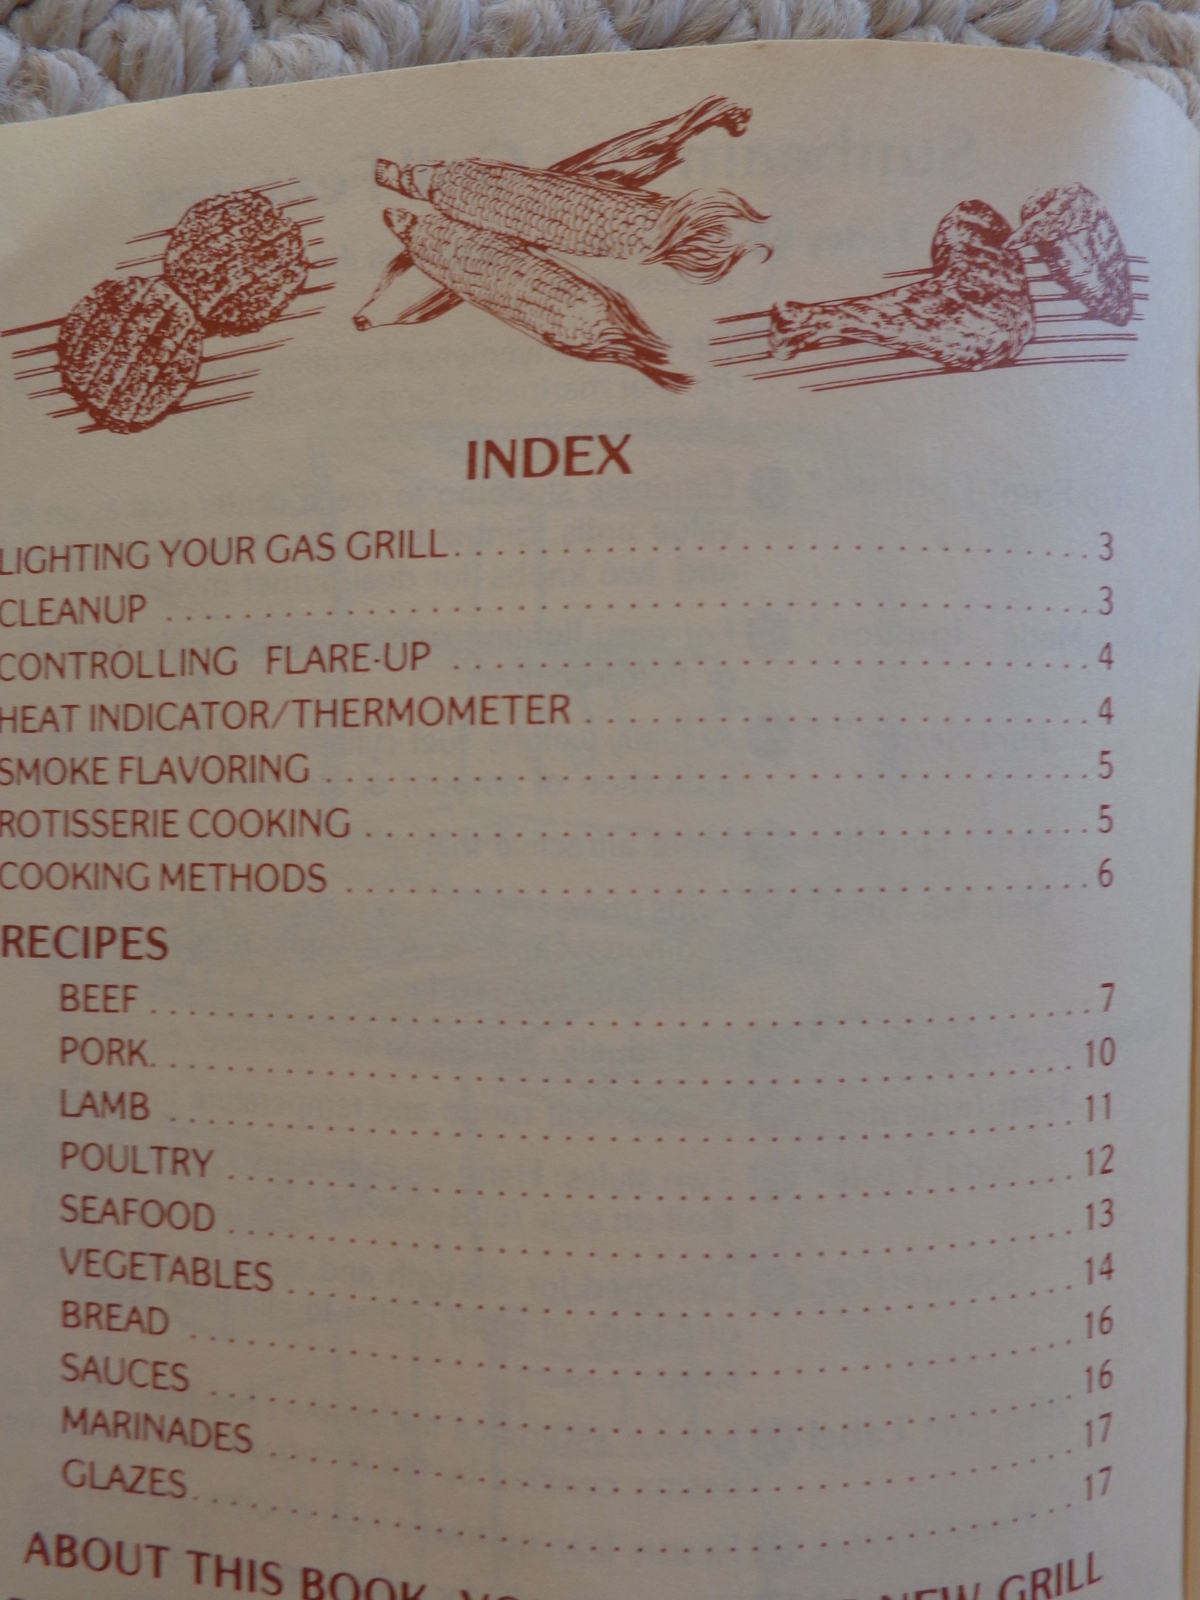 INDEX
LIGHTING YOUR GAS GRILL. . . . . . . . . . . . . . . . . . . . . . . . . . . . . 3
CLEANUP . . . . . . . . . . . . . . . . . . . . . . . . . . . . . . . . . . . . . . . . . 3
CONTROLLING FLARE-UP . . . . . . . . . . . . . . . . . . . . . . . . . . . . . 4
HEAT INDICATOR/THERMOMETER . . . . . . . . . . . . . . . . . . . . . . . 4
SMOKE FLAVORING . . . . . . . . . . . . . . . . . . . . . . . . . . . . . . . . . . 5
ROTISSERIE COOKING . . . . . . . . . . . . . . . . . . . . . . . . . . . . . . . . 5
COOKING METHODS . . . . . . . . . . . . . . . . . . . . . . . . . . . . . . . . . 6
RECIPES
BEEF . . . . . . . . . . . . . . . . . . . . . . . . . . . . . . . . . . . . . . . . . 7
PORK. . . . . . . . . . . . . . . . . . . . . . . . . . . . . . . . . . . . . . . . 10
LAMB . . . . . . . . . . . . . . . . . . . . . . . . . . . . . . . . . . . . . . . 11
POULTRY . . . . . . . . . . . . . . . . . . . . . . . . . . . . . . . . . . . . 12
SEAFOOD . . . . . . . . . . . . . . . . . . . . . . . . . . . . . . . . . . . . 13
VEGETABLES . . . . . . . . . . . . . . . . . . . . . . . . . . . . . . . . . 14
BREAD . . . . . . . . . . . . . . . . . . . . . . . . . . . . . . . . . . . . . . 16
SAUCES . . . . . . . . . . . . . . . . . . . . . . . . . . . . . . . . . . . . . 16
MARINADES . . . . . . . . . . . . . . . . . . . . . . . . . . . . . . . . . . 17
GLAZES. . . . . . . . . . . . . . . . . . . . . . . . . . . . . . . . . . . . . . 17
ABOUT THIS BOOK NEW GRILL